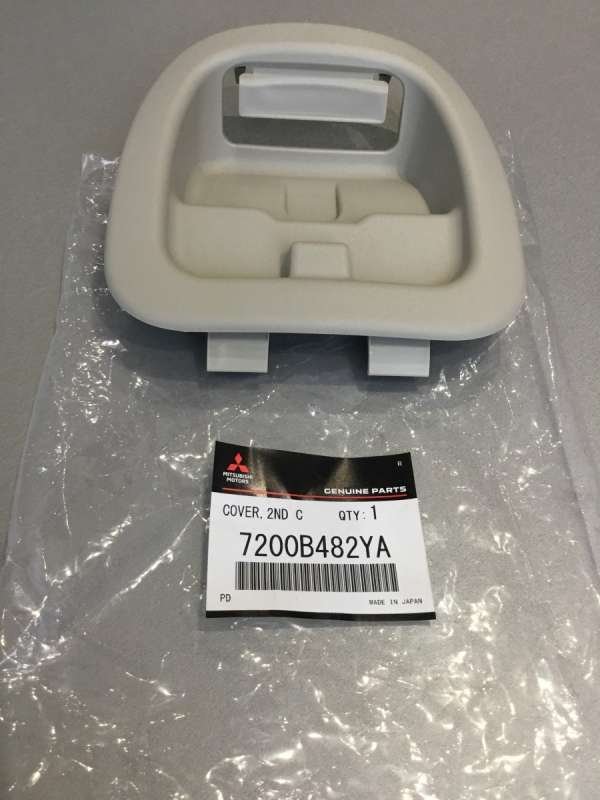 R
MITSUBISHI
MOTORS
GENUINE PARTS
COVER,2ND C QTY:1
7200B482YA
PD MADE IN JAPAN